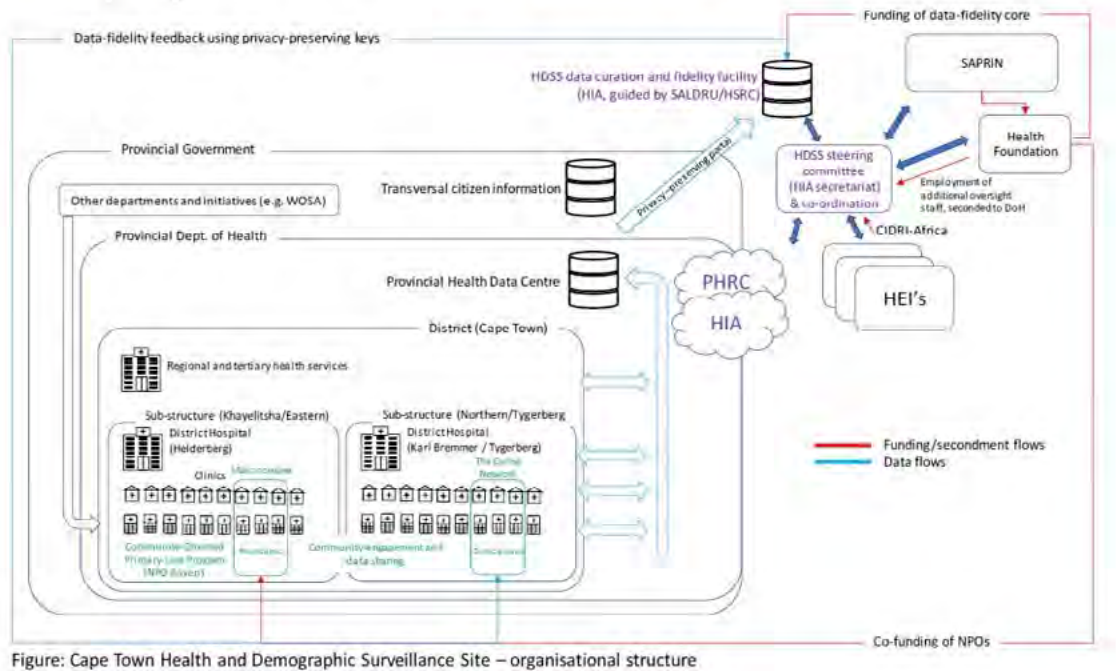 Funding of data-fidelity core
Data-fidelity feedback using privacy-preserving keys
SAPRIN
HDSS data curation and fidelity facility
(HIA, guided by SALDRU/HSRC)
Health
Foundation
Provincial Government
Privacy-preserving portal
HDSS steering
committee
(HIA secretariat)
& co-ordination
Transversal citizen information
Employment of
additional oversight
staff, seconded to DoH
Other departments and initiatives (e.g. WOSA)
CIDRI-Africa
Provincial Dept. of Health
Provincial Health Data Centre
PHRC
HIA
HEI's
District (Cape Town)
Regional and tertiary health services
Sub-structure (Khayelitsha/Eastern)
District Hospital
(Helderberg)
Clinics
Sub-structure (Northern/Tygerberg
District Hospital
(Karl Bremmer / Tygerberg)
Network
Funding/secondment flows
Data flows
Community-Oriented
Primary-Care Program
Community engagement and
data sharing
Co-funding of NPOs
Figure: Cape Town Health and Demographic Surveillance Site – organisational structure